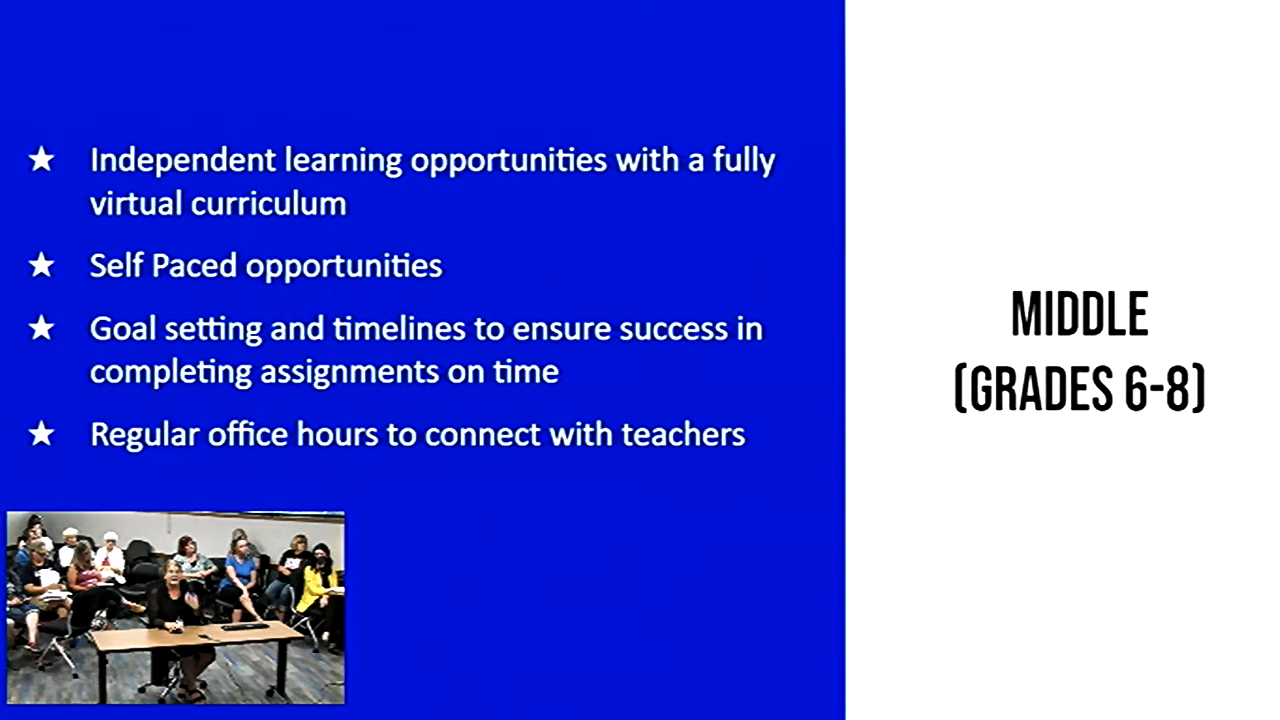 ★ Independent learning opportunities with a fully
virtual curriculum
★ Self Paced opportunities
★ Goal setting and timelines to ensure success in
completing assignments on time
★ Regular office hours to connect with teachers
MIDDLE
(GRADES 6-8)